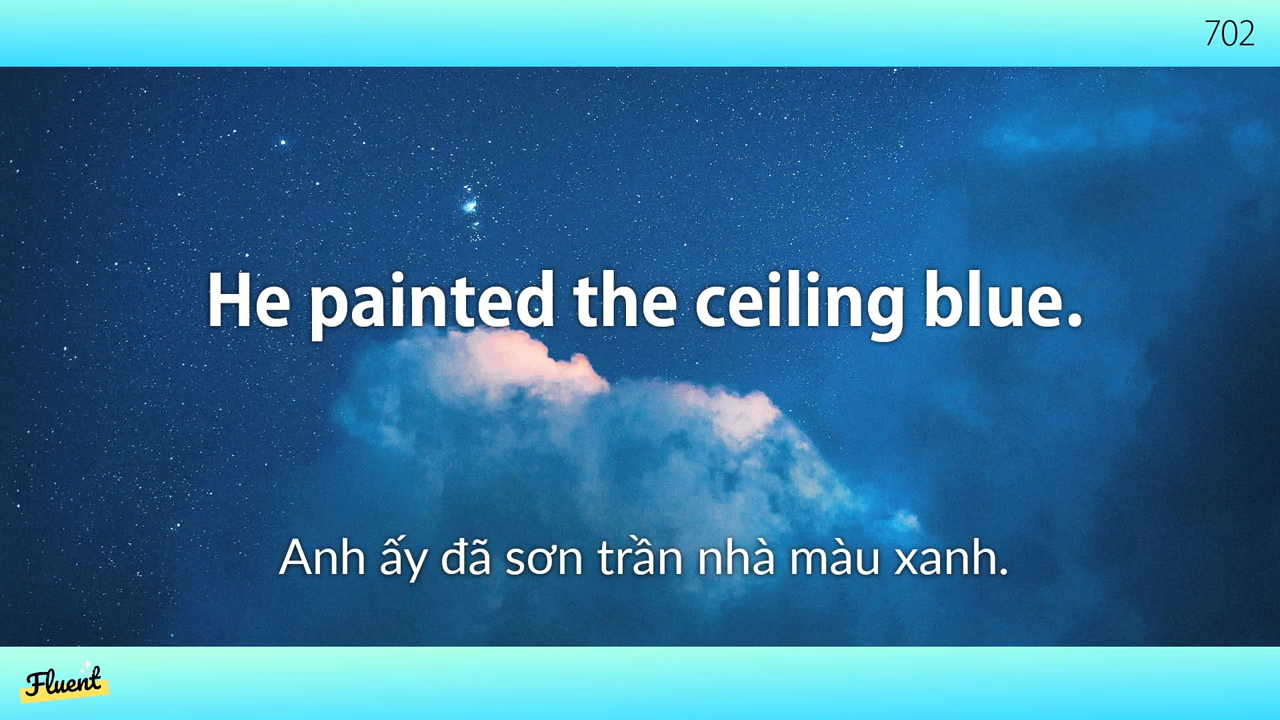 702
He painted the ceiling blue.
Anh ấy đã sơn trần nhà màu xanh.
Fluent